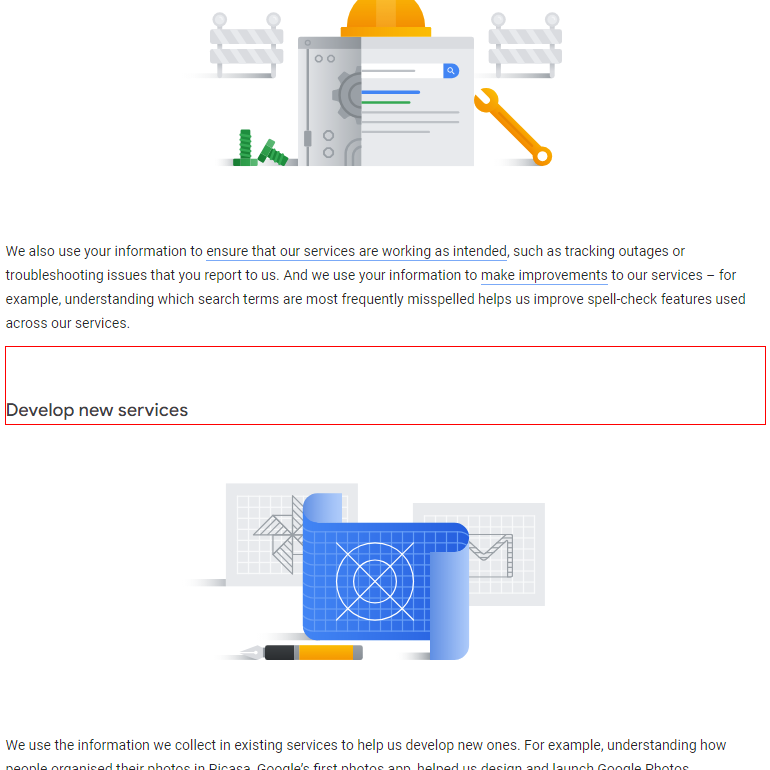 We also use your information to ensure that our services are working as intended, such as tracking outages or
troubleshooting issues that you report to us. And we use your information to make improvements to our services – for
example, understanding which search terms are most frequently misspelled helps us improve spell-check features used
across our services.
Develop new services
We use the information we collect in existing services to help us develop new ones. For example, understanding how
people organised their photos in Picasa, Google’s first photos app, helped us design and launch Google Photos.